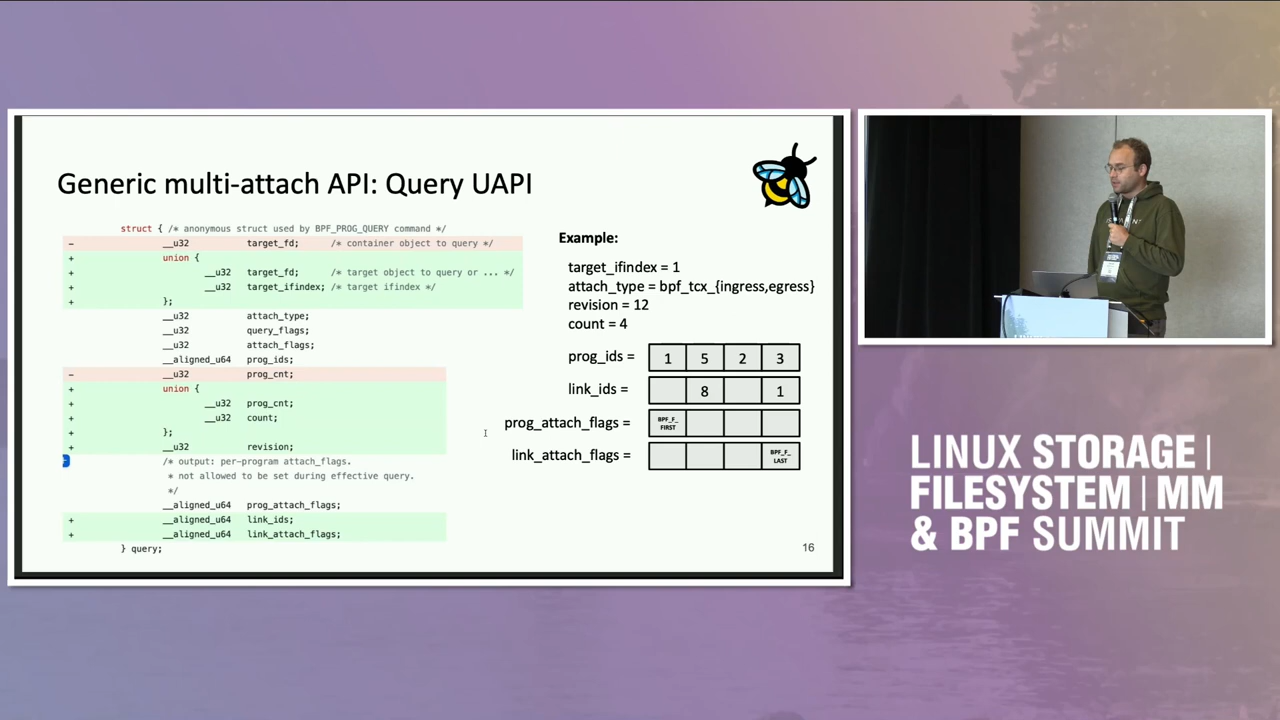 Generic multi-attach API: Query UAPI
struct { /* anonymous struct used by BPF_PROG_QUERY command */
- __u32 target_fd; /* container object to query */
+ union {
+ __u32 target_fd; /* target object to query or ... */
+ __u32 target_ifindex; /* target ifindex */
+ };
__u32 attach_type;
__u32 query_flags;
__u32 attach_flags;
__aligned_u64 prog_ids;
- __u32 prog_cnt;
+ union {
+ __u32 prog_cnt;
+ __u32 count;
+ };
+ __u32 revision;
/* output: per-program attach_flags.
* not allowed to be set during effective query.
*/
__aligned_u64 prog_attach_flags;
+ __aligned_u64 link_ids;
+ __aligned_u64 link_attach_flags;
} query;
Example:
target_ifindex = 1
attach_type = bpf_tcx_{ingress,egress}
revision = 12
count = 4
prog_ids = 1 5 2 3
link_ids = 8 1
prog_attach_flags = BPF_F_
FIRST
link_attach_flags = BPF_F_
LAST
16
LINUX STORAGE |
FILESYSTEM | MM
& BPF SUMMIT